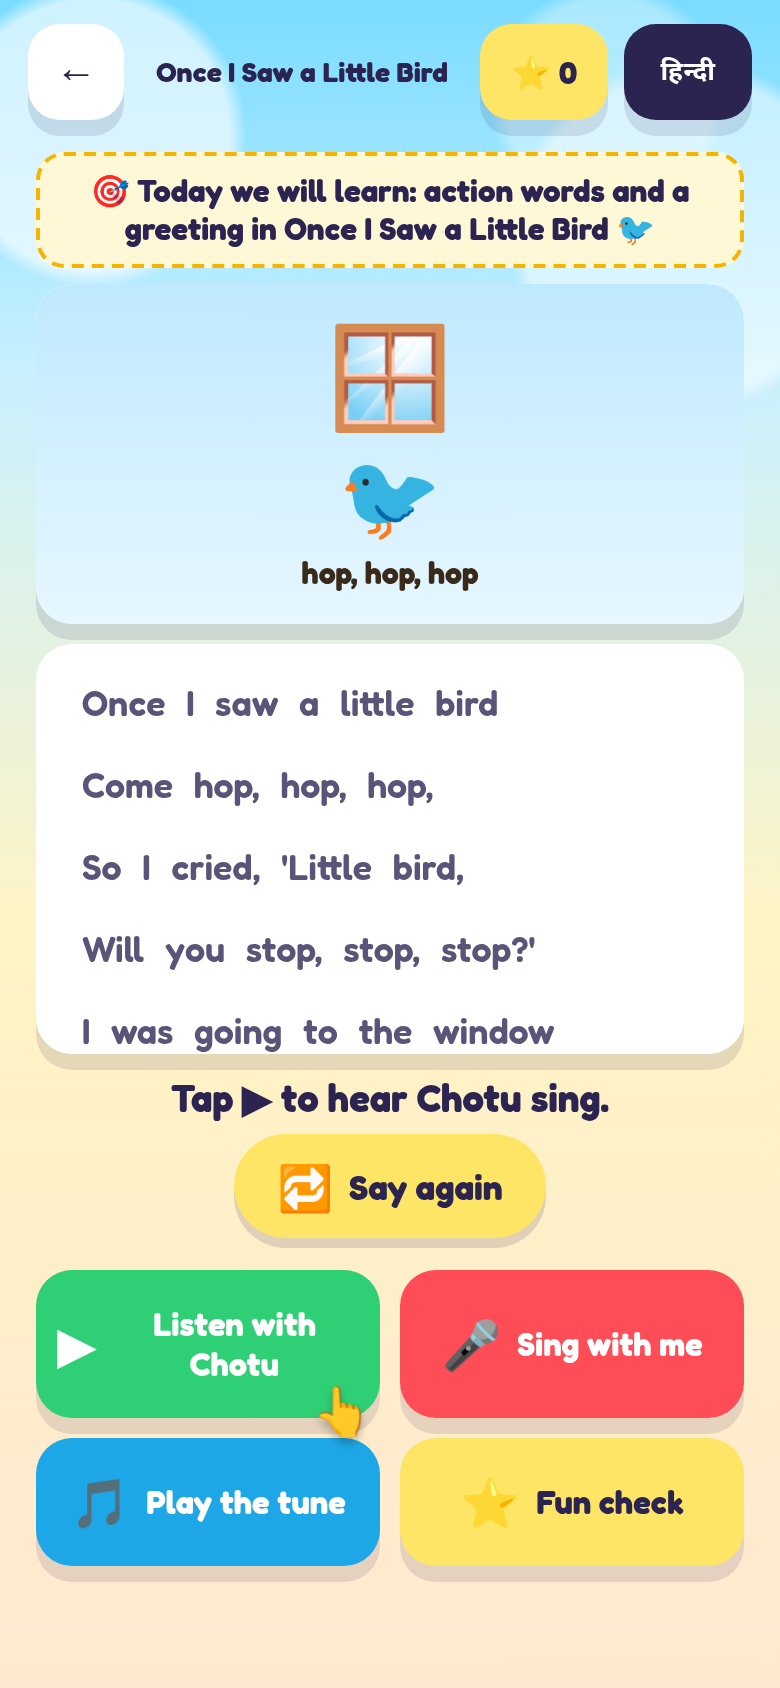 ←
Once I Saw a Little Bird
⭐ 0
हिन्दी
🎯 Today we will learn: action words and a
greeting in Once I Saw a Little Bird 🐦
hop, hop, hop
Once I saw a little bird
Come hop, hop, hop,
So I cried, 'Little bird,
Will you stop, stop, stop?'
I was going to the window
Tap ▶ to hear Chotu sing.
🔁 Say again
▶ Listen with
Chotu
🎤 Sing with me
🎵 Play the tune
⭐ Fun check